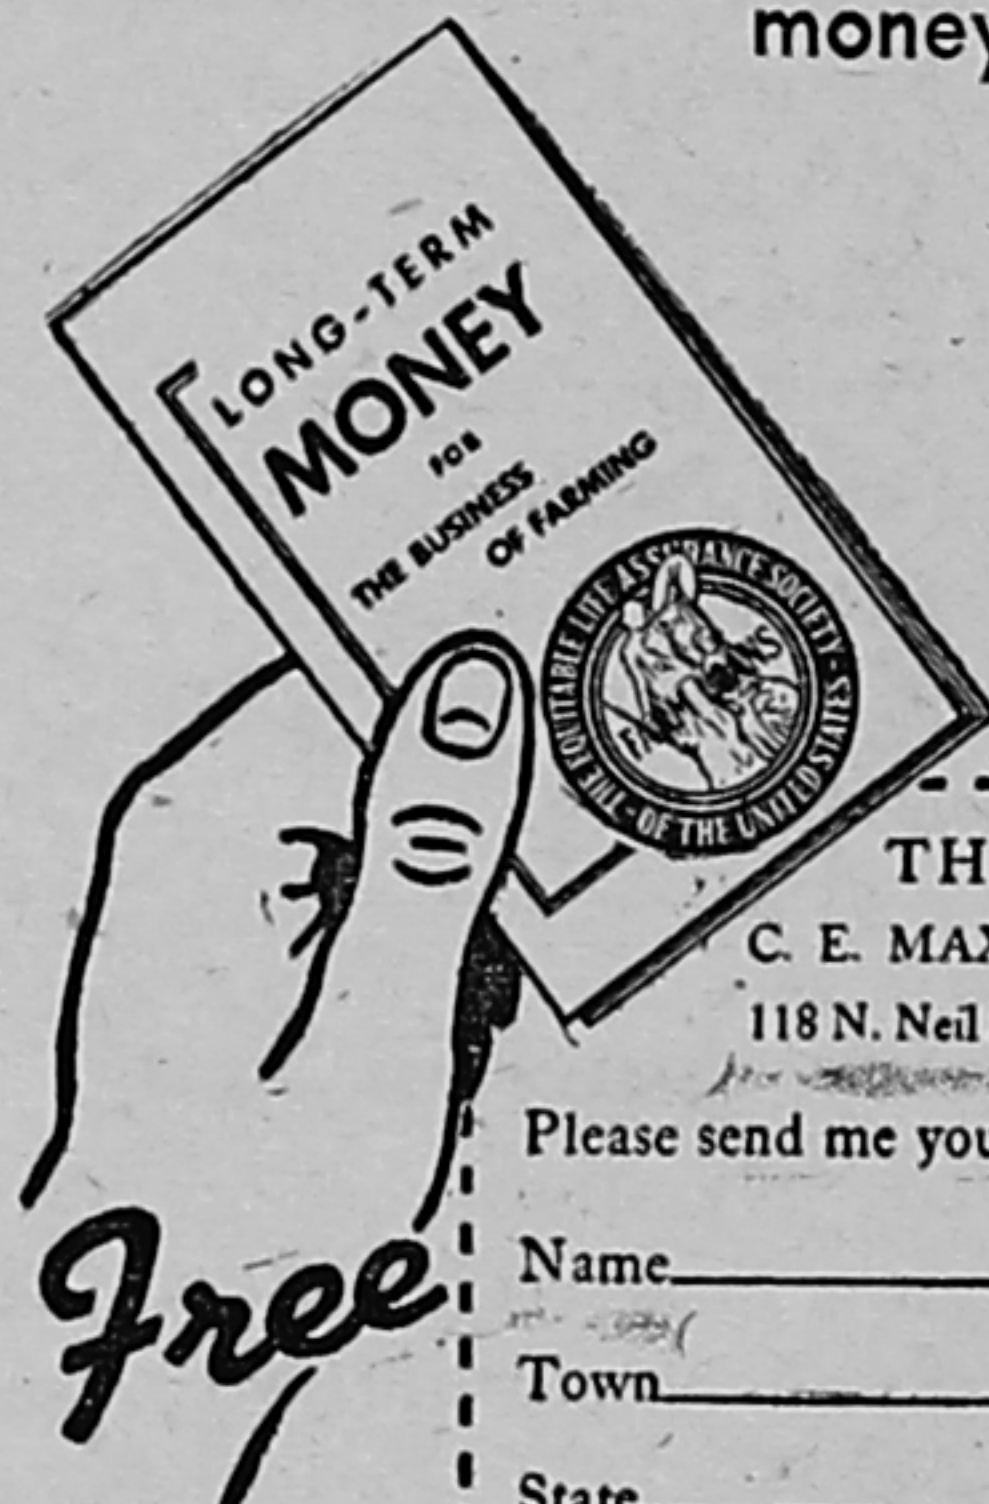 money
LONG-TERM
MONEY
FOR
THE BUSINESS
OF FARMING
THE EQUITABLE LIFE ASSURANCE SOCIETY
OF THE UNITED STATES
TH
C. E. MAX
118 N. Neil
Please send me you
Name
Free
Town
State